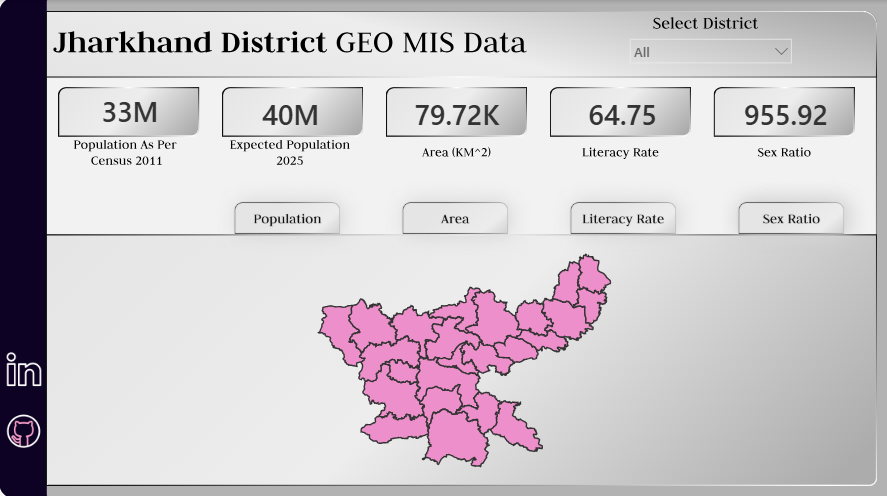 Select District
Jharkhand District GEO MIS Data
All
33M
40M
79.72K
64.75
955.92
Population As Per
Census 2011
Expected Population
2025
Area (KM^2)
Literacy Rate
Sex Ratio
Population
Area
Literacy Rate
Sex Ratio
in